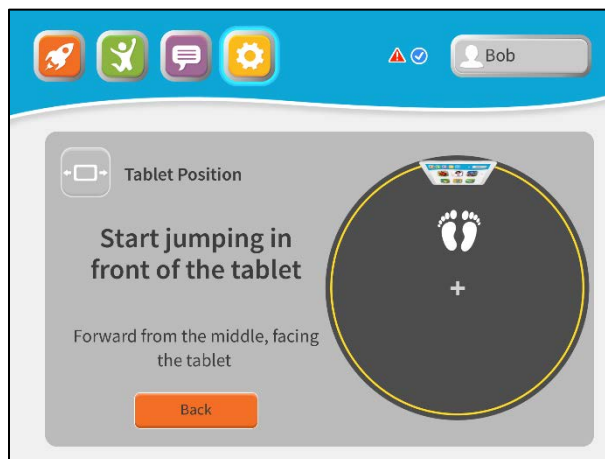 Bob
Tablet Position
Start jumping in
front of the tablet
Forward from the middle, facing
the tablet
Back